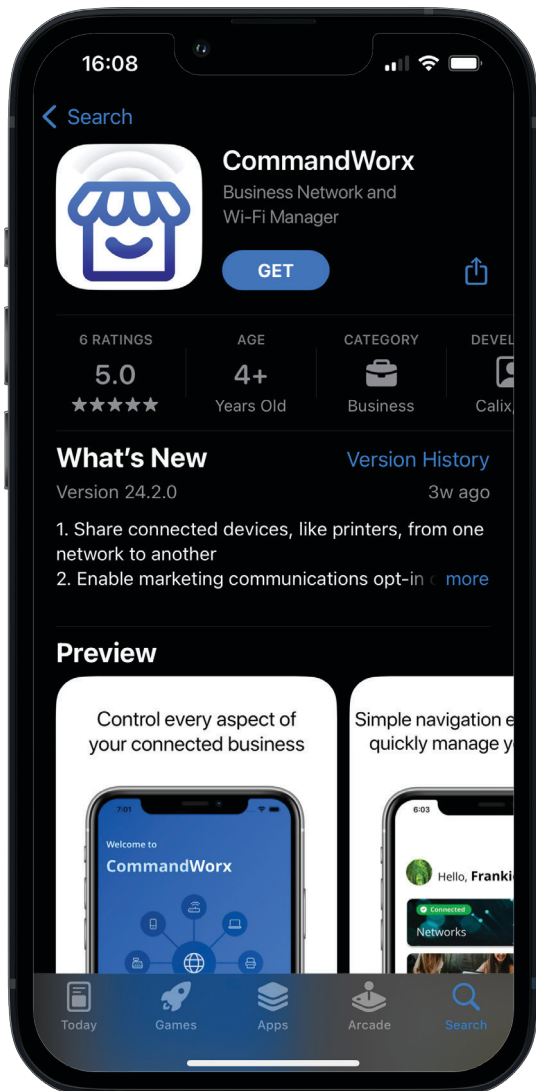 16:08
Search
CommandWorx
Business Network and
Wi-Fi Manager
GET
6 RATINGS
5.0
AGE
4+
Years Old
CATEGORY
Business
DEVEL
Calix,
What's New
Version History
Version 24.2.0
3w ago
1. Share connected devices, like printers, from one
network to another
2. Enable marketing communications opt-in
more
Preview
Control every aspect of
your connected business
7:01
Welcome to
CommandWorx
Simple navigation e
quickly manage y
6:03
Hello, Franki
Connected
Networks
Today
Games
Apps
Arcade
Search